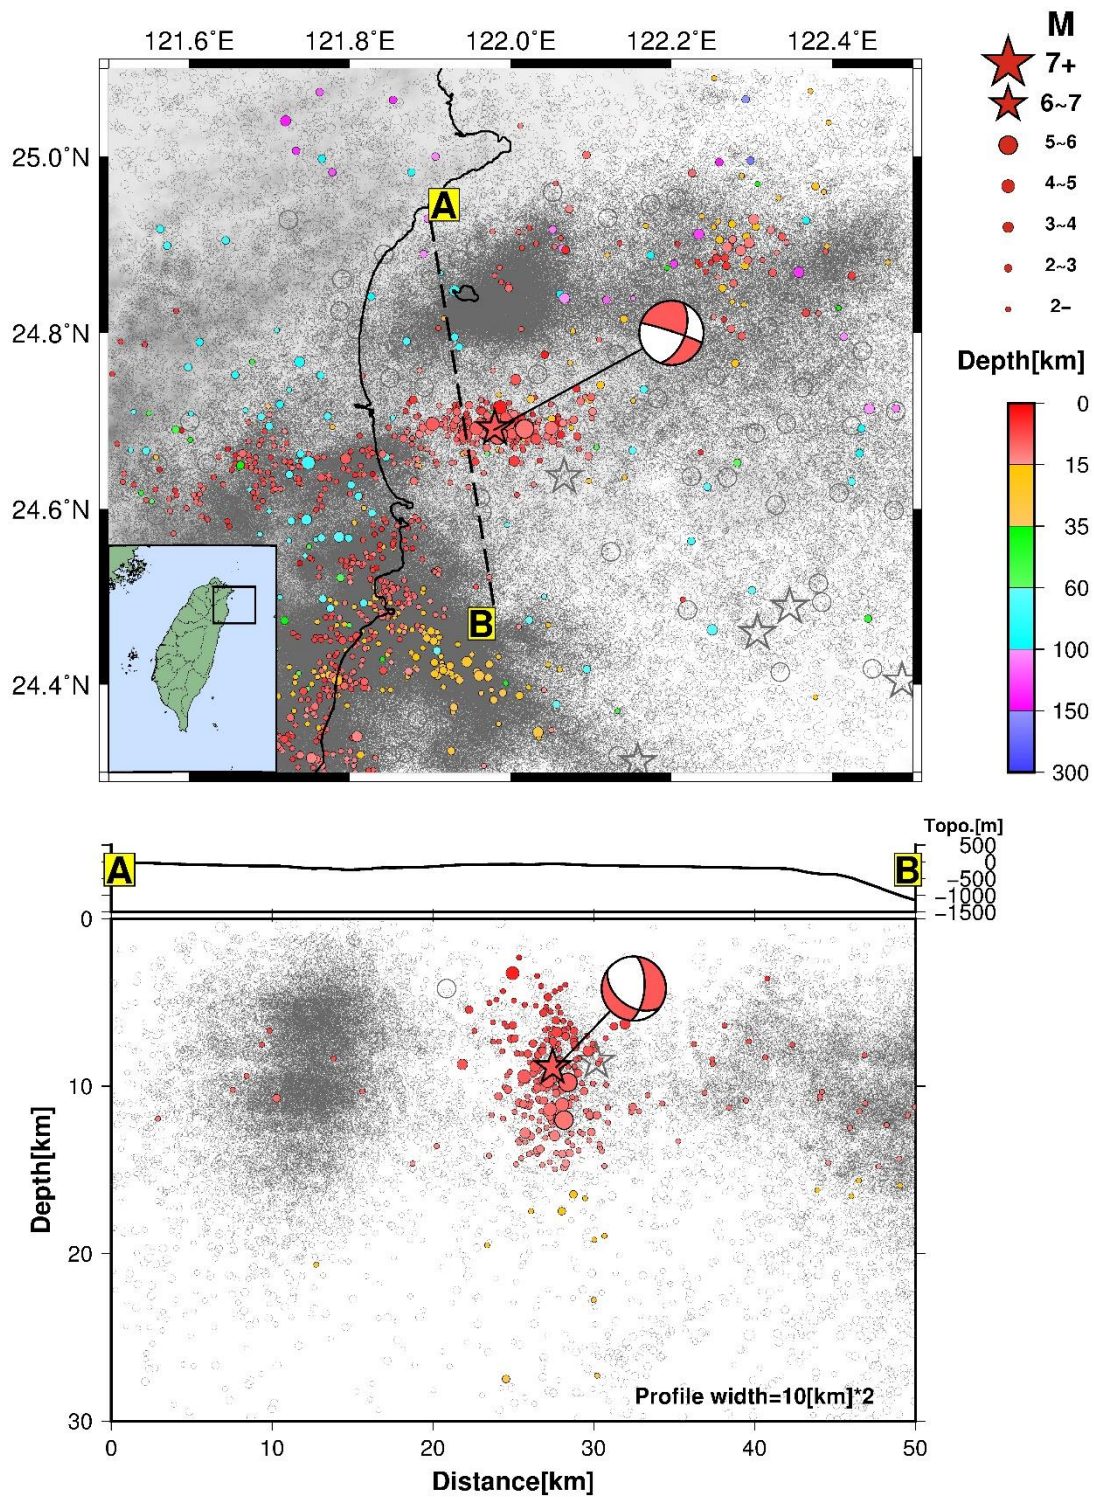 121.6°E 121.8°E 122.0°E 122.2°E 122.4°E
M
7+
6~7
5~6
4~5
3~4
2~3
2−
25.0°N
24.8°N
24.6°N
24.4°N
A
B
Depth[km]
0
15
35
60
100
150
300
Topo.[m]
500
0
−500
−1000
−1500
A
B
0
10
20
30
Depth[km]
Profile width=10[km]*2
0 10 20 30 40 50
Distance[km]